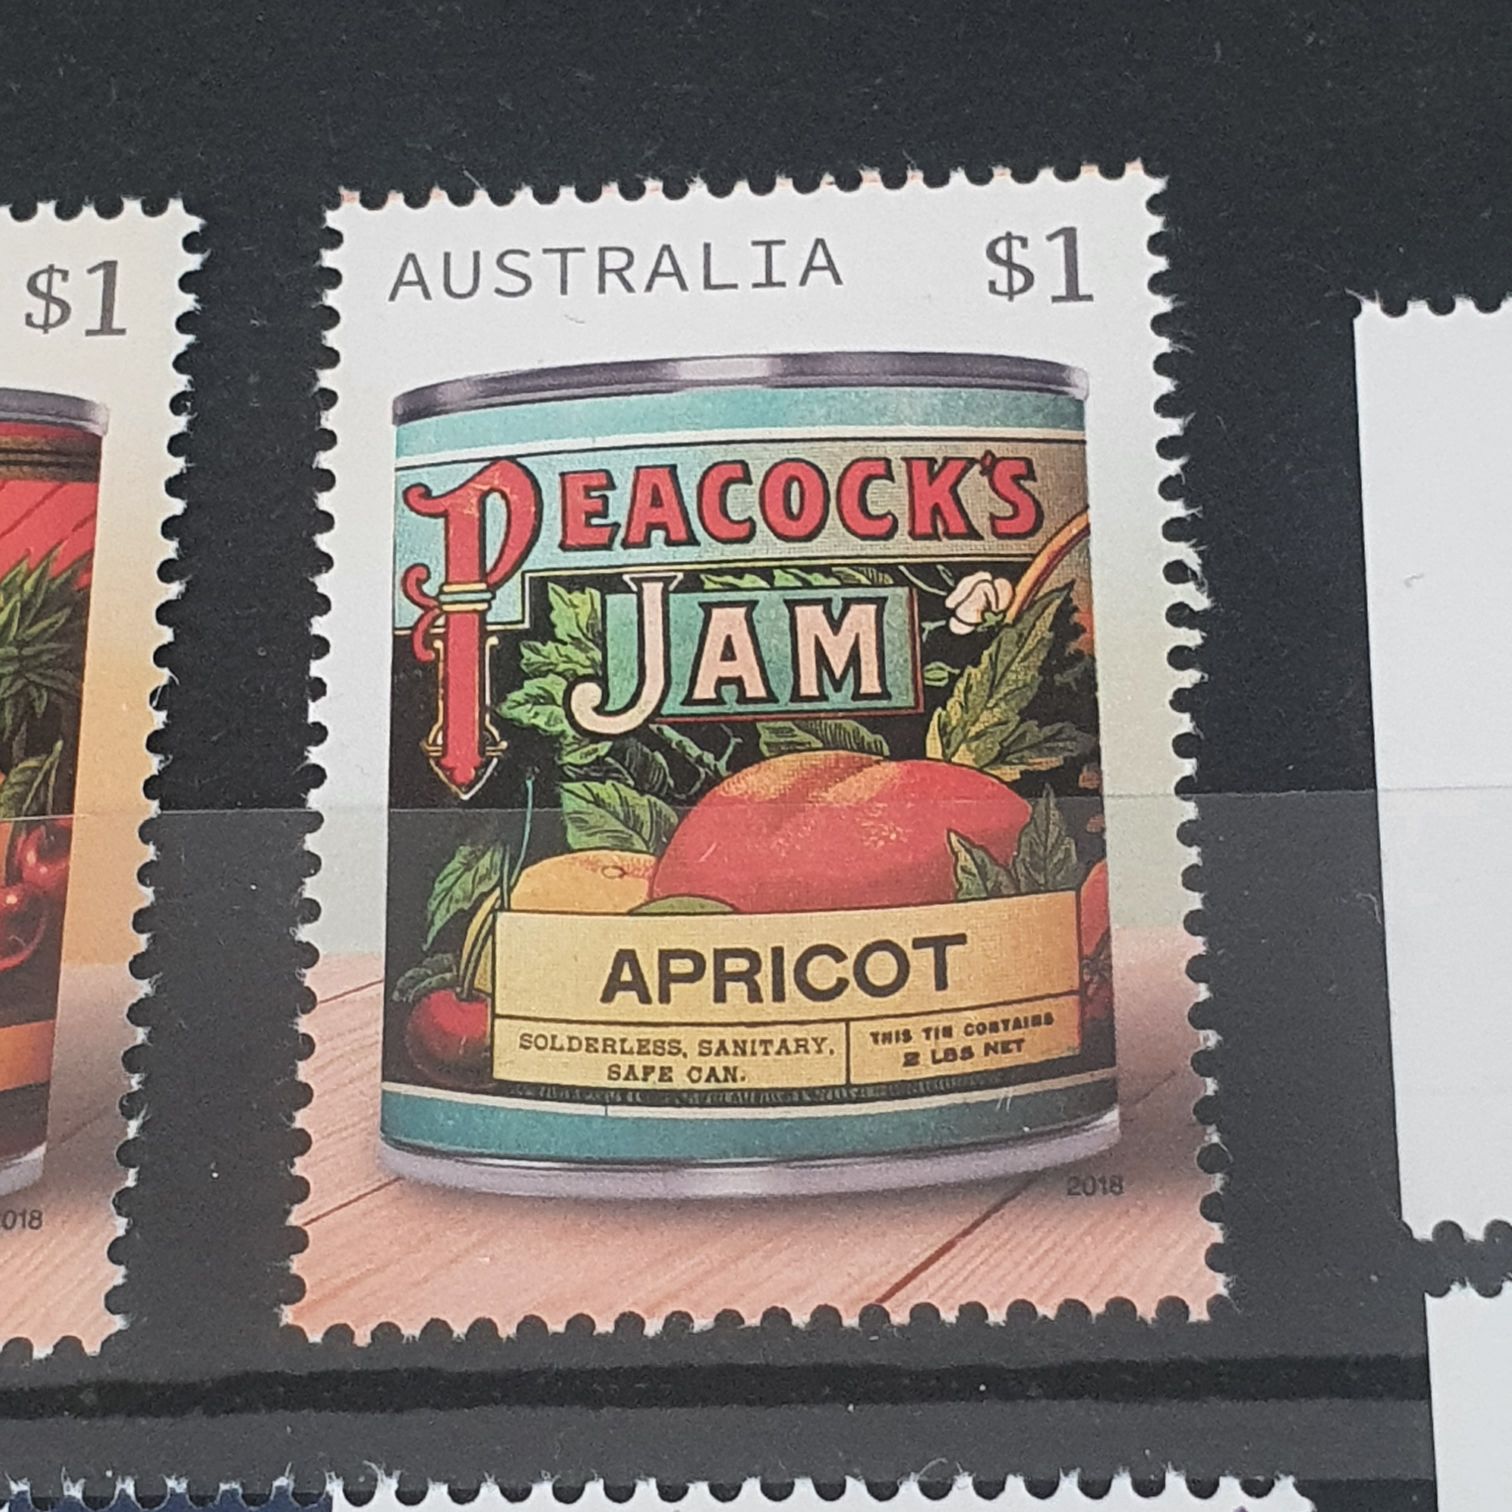 $1
AUSTRALIA $1
PEACOCK'S
JAM
APRICOT
SOLDERLESS, SANITARY,
SAFE CAN.
THIS TIN CONTAINS
2 LBS NET
2018
2018